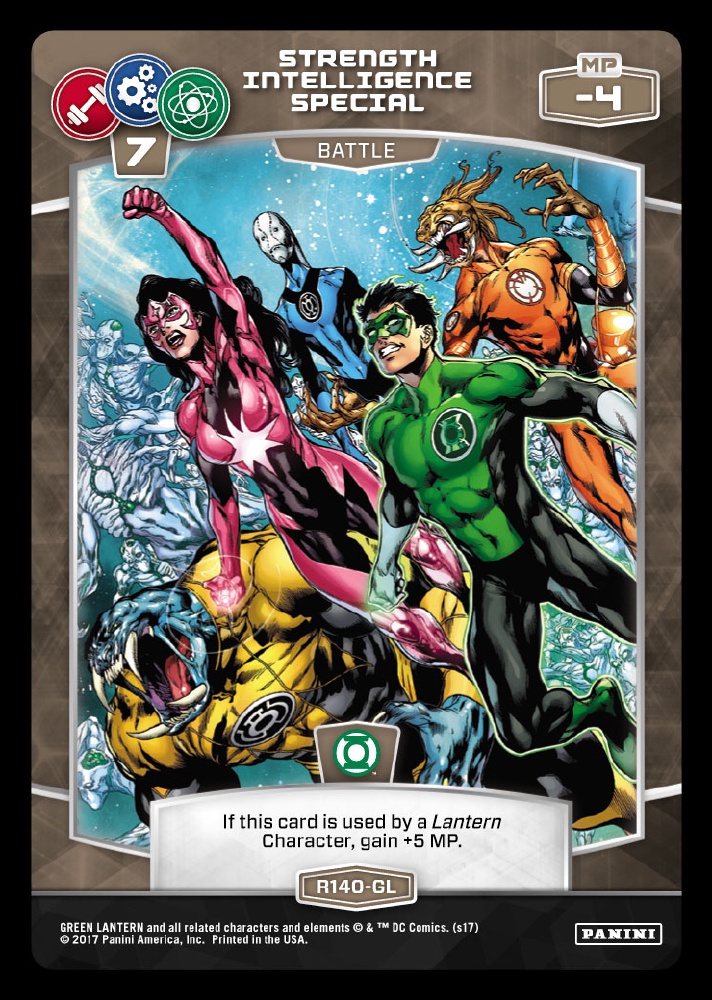 STRENGTH
INTELLIGENCE
SPECIAL
MP
-4
7
BATTLE
If this card is used by a Lantern
Character, gain +5 MP.
R140-GL
GREEN LANTERN and all related characters and elements © & ™ DC Comics. (s17)
© 2017 Panini America, Inc. Printed in the USA.
PANINI